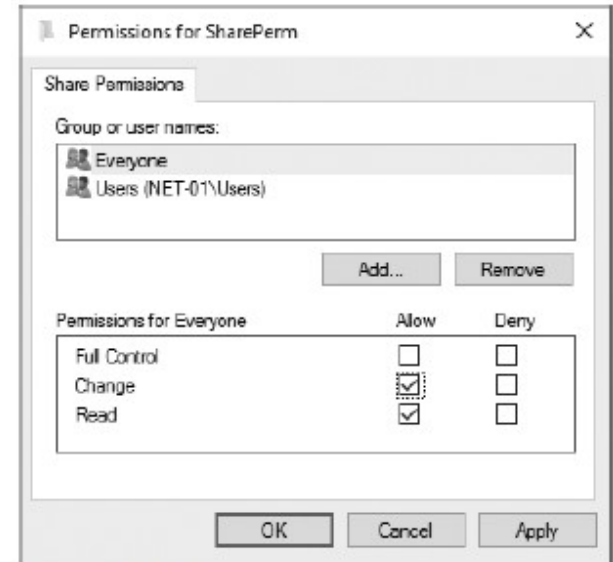 Permissions for SharePerm
Share Permissions
Group or user names:
Everyone
Users (NET-01\Users)
Add... Remove
Permissions for Everyone Allow Deny
Full Control
Change
Read
OK Cancel Apply